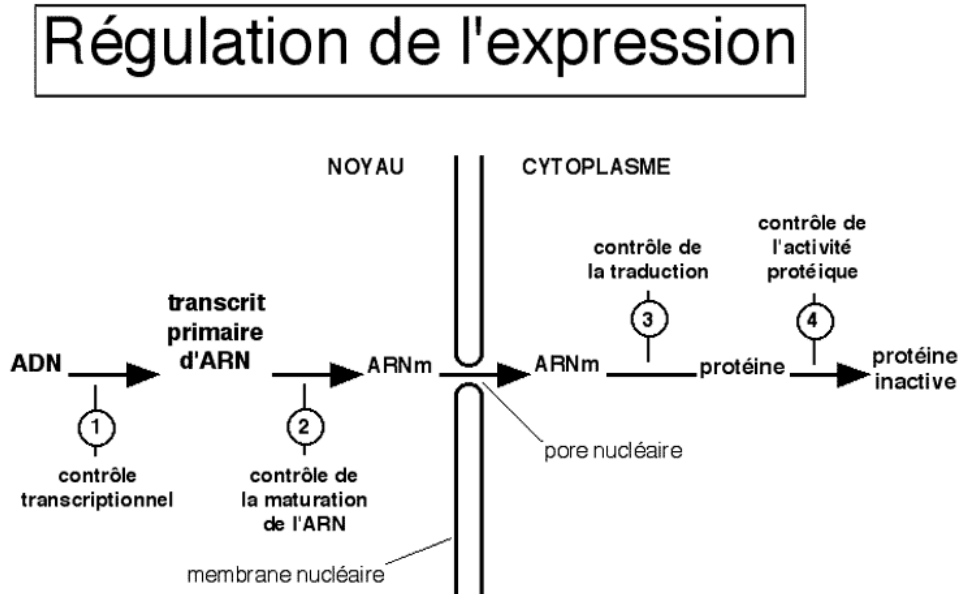 Régulation de l'expression
NOYAU
CYTOPLASME
contrôle de
l'activité
protéique
contrôle de
la traduction
3
4
transcrit
primaire
d'ARN
ADN
ARNm
ARNm
protéine
protéine
inactive
1
2
pore nucléaire
contrôle
transcriptionnel
contrôle de
la maturation
de l'ARN
membrane nucléaire